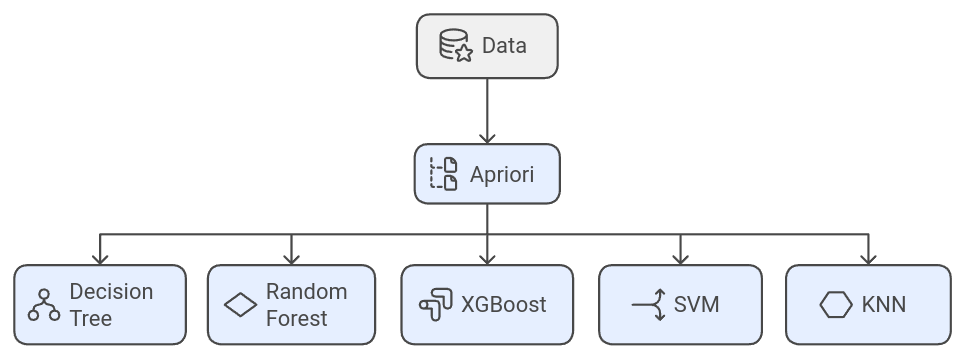 Data
Apriori
Decision
Tree
Random
Forest
XGBoost
SVM
KNN